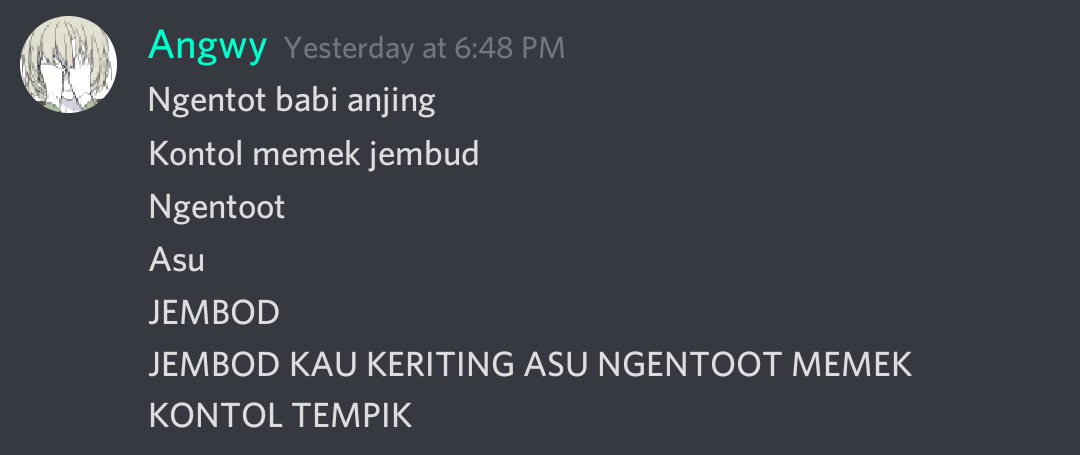 Angwy Yesterday at 6:48 PM
Ngentot babi anjing
Kontol memek jembud
Ngentoot
Asu
JEMBOD
JEMBOD KAU KERITING ASU NGENTOOT MEMEK
KONTOL TEMPIK